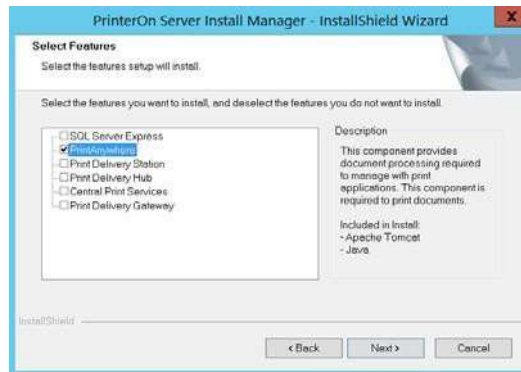 PrinterOn Server Install Manager - InstallShield Wizard
X
Select Features
Select the features setup will install.
Select the features you want to install, and deselect the features you do not want to install.
SQL Server Express
PrintAnywhere
Print Delivery Station
Print Delivery Hub
Central Print Services
Print Delivery Gateway
Description
This component provides
document processing required
to manage with print
applications. This component is
required to print documents.
Included in Install:
- Apache Tomcat
- Java
InstallShield
< Back
Next >
Cancel